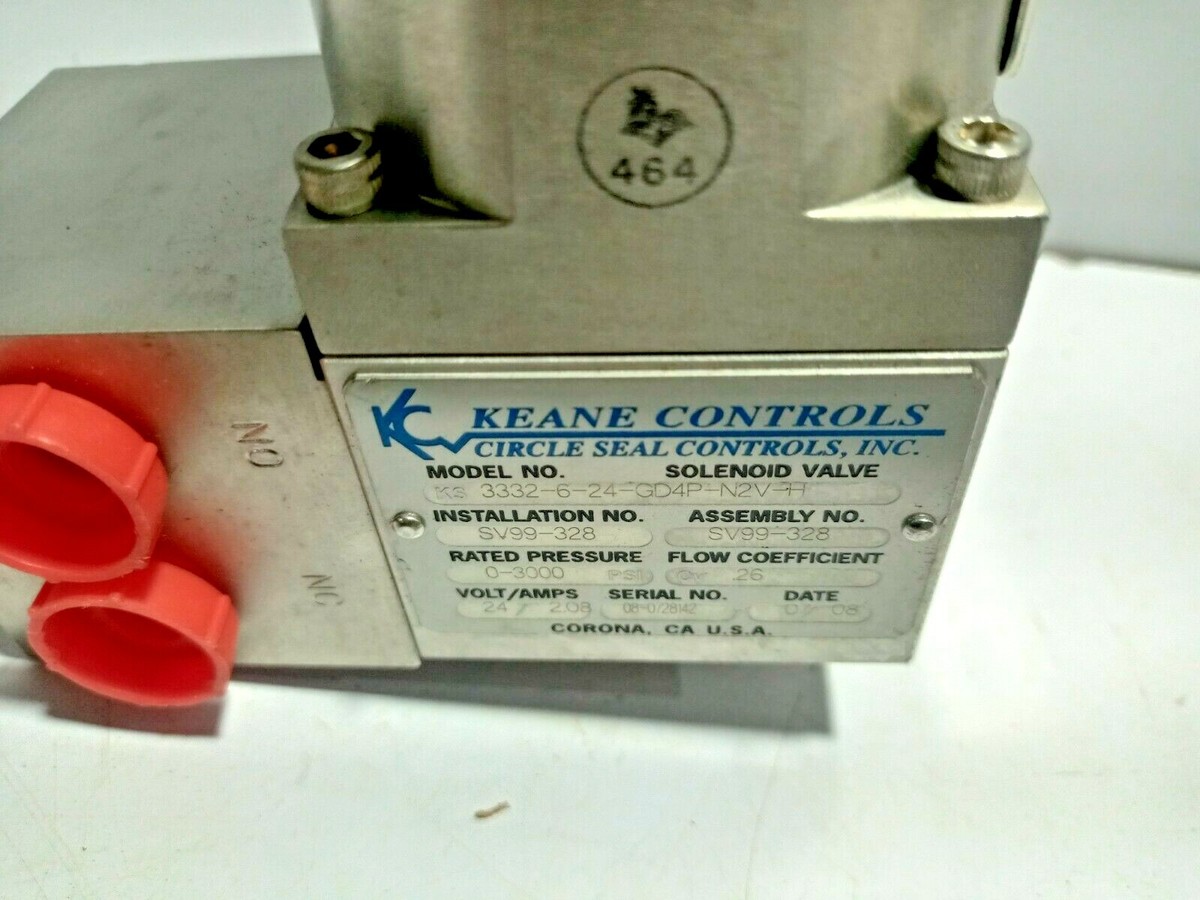 464
NO
NC
KC KEANE CONTROLS
CIRCLE SEAL CONTROLS, INC.
MODEL NO. SOLENOID VALVE
KS 3332-6-24-GD4P-N2V-H
INSTALLATION NO. ASSEMBLY NO.
SV99-328 SV99-328
RATED PRESSURE FLOW COEFFICIENT
0-3000 PSI CV .26
VOLT/AMPS SERIAL NO. DATE
24 / 2.08
CORONA, CA U.S.A.